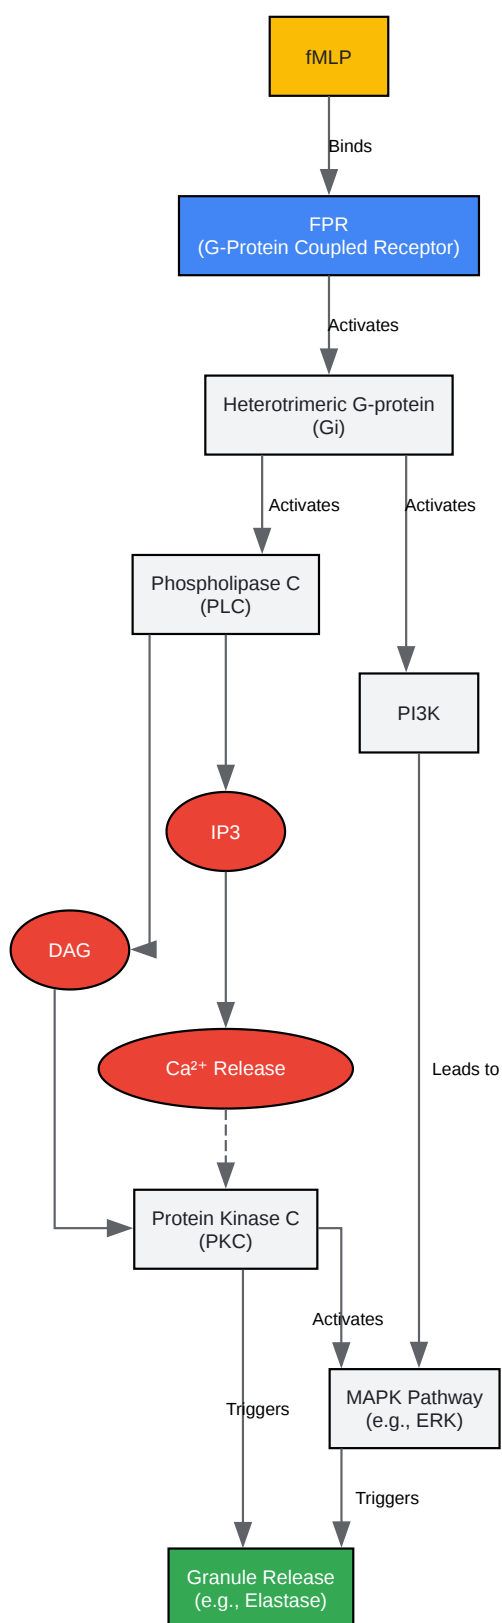 fMLP
Binds
FPR
(G-Protein Coupled Receptor)
Activates
Heterotrimeric G-protein
(Gi)
Activates
Activates
Phospholipase C
(PLC)
PI3K
IP3
DAG
Ca²⁺ Release
Leads to
Protein Kinase C
(PKC)
Activates
MAPK Pathway
(e.g., ERK)
Triggers
Triggers
Granule Release
(e.g., Elastase)